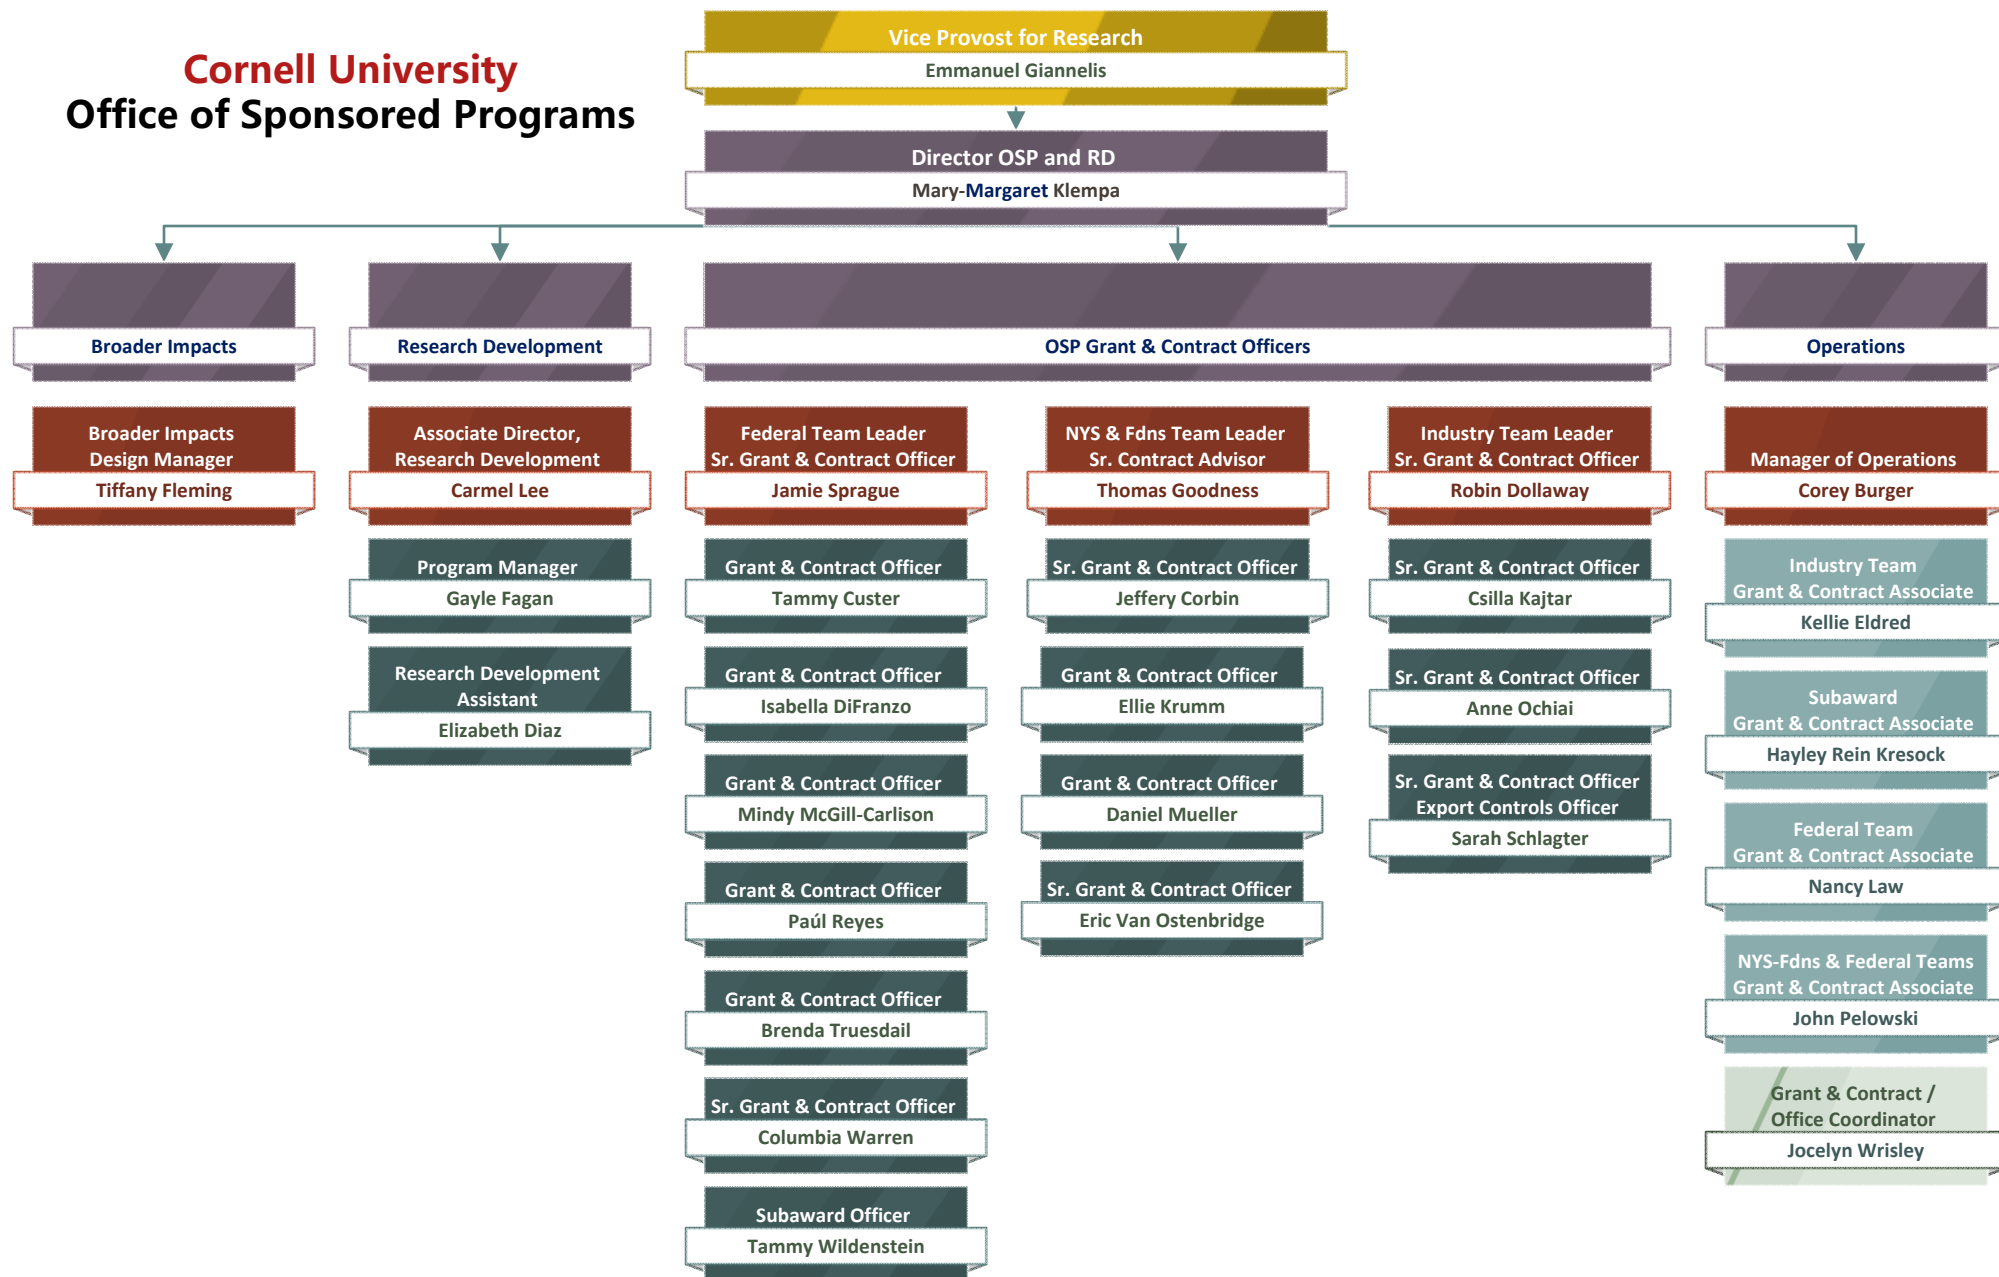 Cornell University
Office of Sponsored Programs
Vice Provost for Research
Emmanuel Giannelis
Director OSP and RD
Mary-Margaret Klempa
Broader Impacts
Research Development
OSP Grant & Contract Officers
Operations
Broader Impacts
Design Manager
Tiffany Fleming
Associate Director,
Research Development
Carmel Lee
Program Manager
Gayle Fagan
Research Development
Assistant
Elizabeth Diaz
Federal Team Leader
Sr. Grant & Contract Officer
Jamie Sprague
Grant & Contract Officer
Tammy Custer
Grant & Contract Officer
Isabella DiFranzo
Grant & Contract Officer
Mindy McGill-Carlison
Grant & Contract Officer
Paúl Reyes
Grant & Contract Officer
Brenda Truesdail
Sr. Grant & Contract Officer
Columbia Warren
Subaward Officer
Tammy Wildenstein
NYS & Fdns Team Leader
Sr. Contract Advisor
Thomas Goodness
Sr. Grant & Contract Officer
Jeffery Corbin
Grant & Contract Officer
Ellie Krumm
Grant & Contract Officer
Daniel Mueller
Sr. Grant & Contract Officer
Eric Van Ostenbridge
Industry Team Leader
Sr. Grant & Contract Officer
Robin Dollaway
Sr. Grant & Contract Officer
Csilla Kajtar
Sr. Grant & Contract Officer
Anne Ochiai
Sr. Grant & Contract Officer
Export Controls Officer
Sarah Schlagter
Manager of Operations
Corey Burger
Industry Team
Grant & Contract Associate
Kellie Eldred
Subaward
Grant & Contract Associate
Hayley Rein Kresock
Federal Team
Grant & Contract Associate
Nancy Law
NYS-Fdns & Federal Teams
Grant & Contract Associate
John Pelowski
Grant & Contract /
Office Coordinator
Jocelyn Wrisley